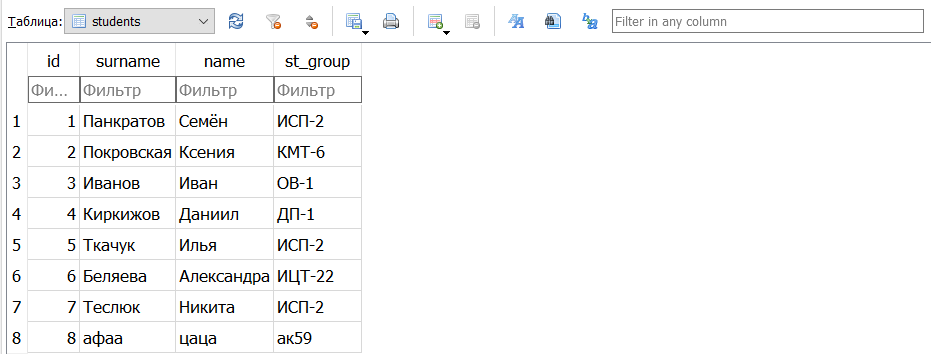 Таблица: students Filter in any column
id surname name st_group
Фи... Фильтр Фильтр Фильтр
1 1 Панкратов Семён ИСП-2
2 2 Покровская Ксения КМТ-6
3 3 Иванов Иван ОВ-1
4 4 Киркижов Даниил ДП-1
5 5 Ткачук Илья ИСП-2
6 6 Беляева Александра ИЦТ-22
7 7 Теслюк Никита ИСП-2
8 8 афаа цаца ак59